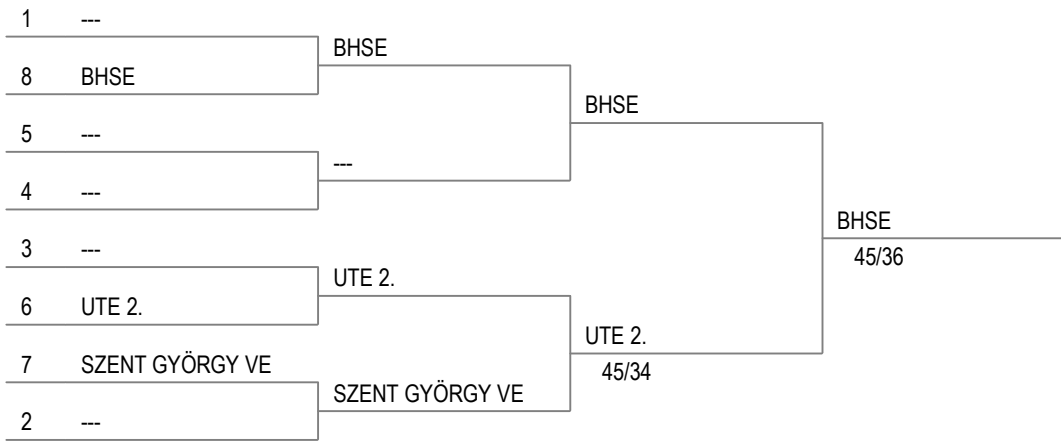 1 ---
BHSE
8 BHSE
BHSE
5 ---
---
4 ---
BHSE
3 ---
45/36
UTE 2.
6 UTE 2.
UTE 2.
7 SZENT GYÖRGY VE
45/34
SZENT GYÖRGY VE
2 ---